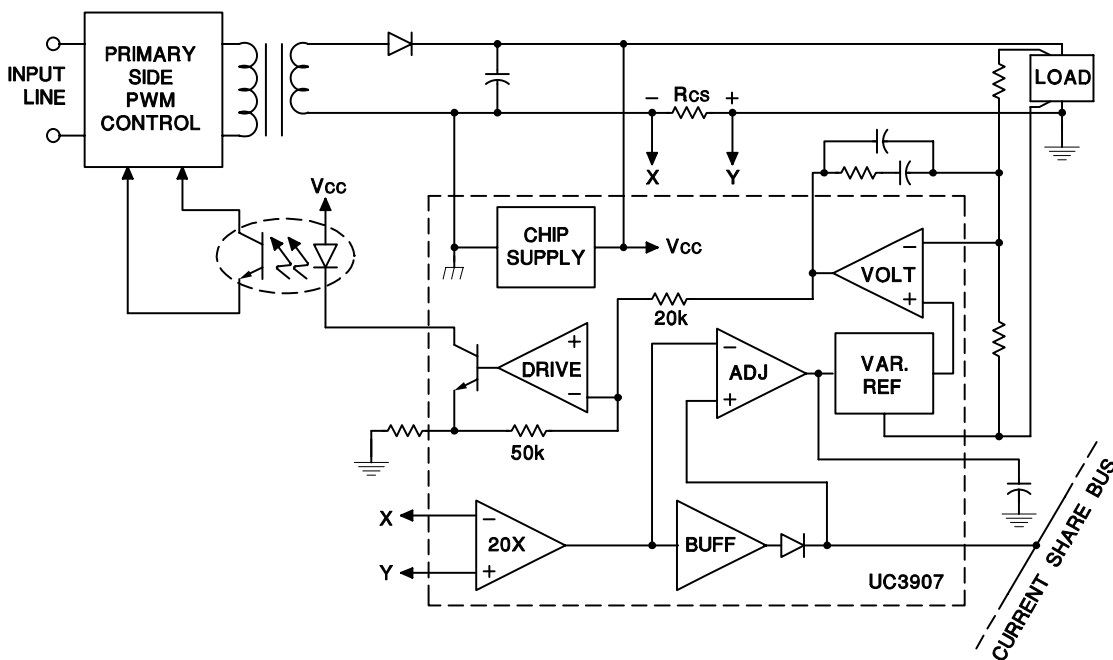 PRIMARY
SIDE
PWM
CONTROL
INPUT
LINE
LOAD
− Rcs +
X Y
Vcc
CHIP
SUPPLY
Vcc
−
VOLT
+
20k
+
DRIVE
−
−
ADJ
+
VAR.
REF
50k
X
−
20X
Y
+
BUFF
UC3907
CURRENT SHARE BUS